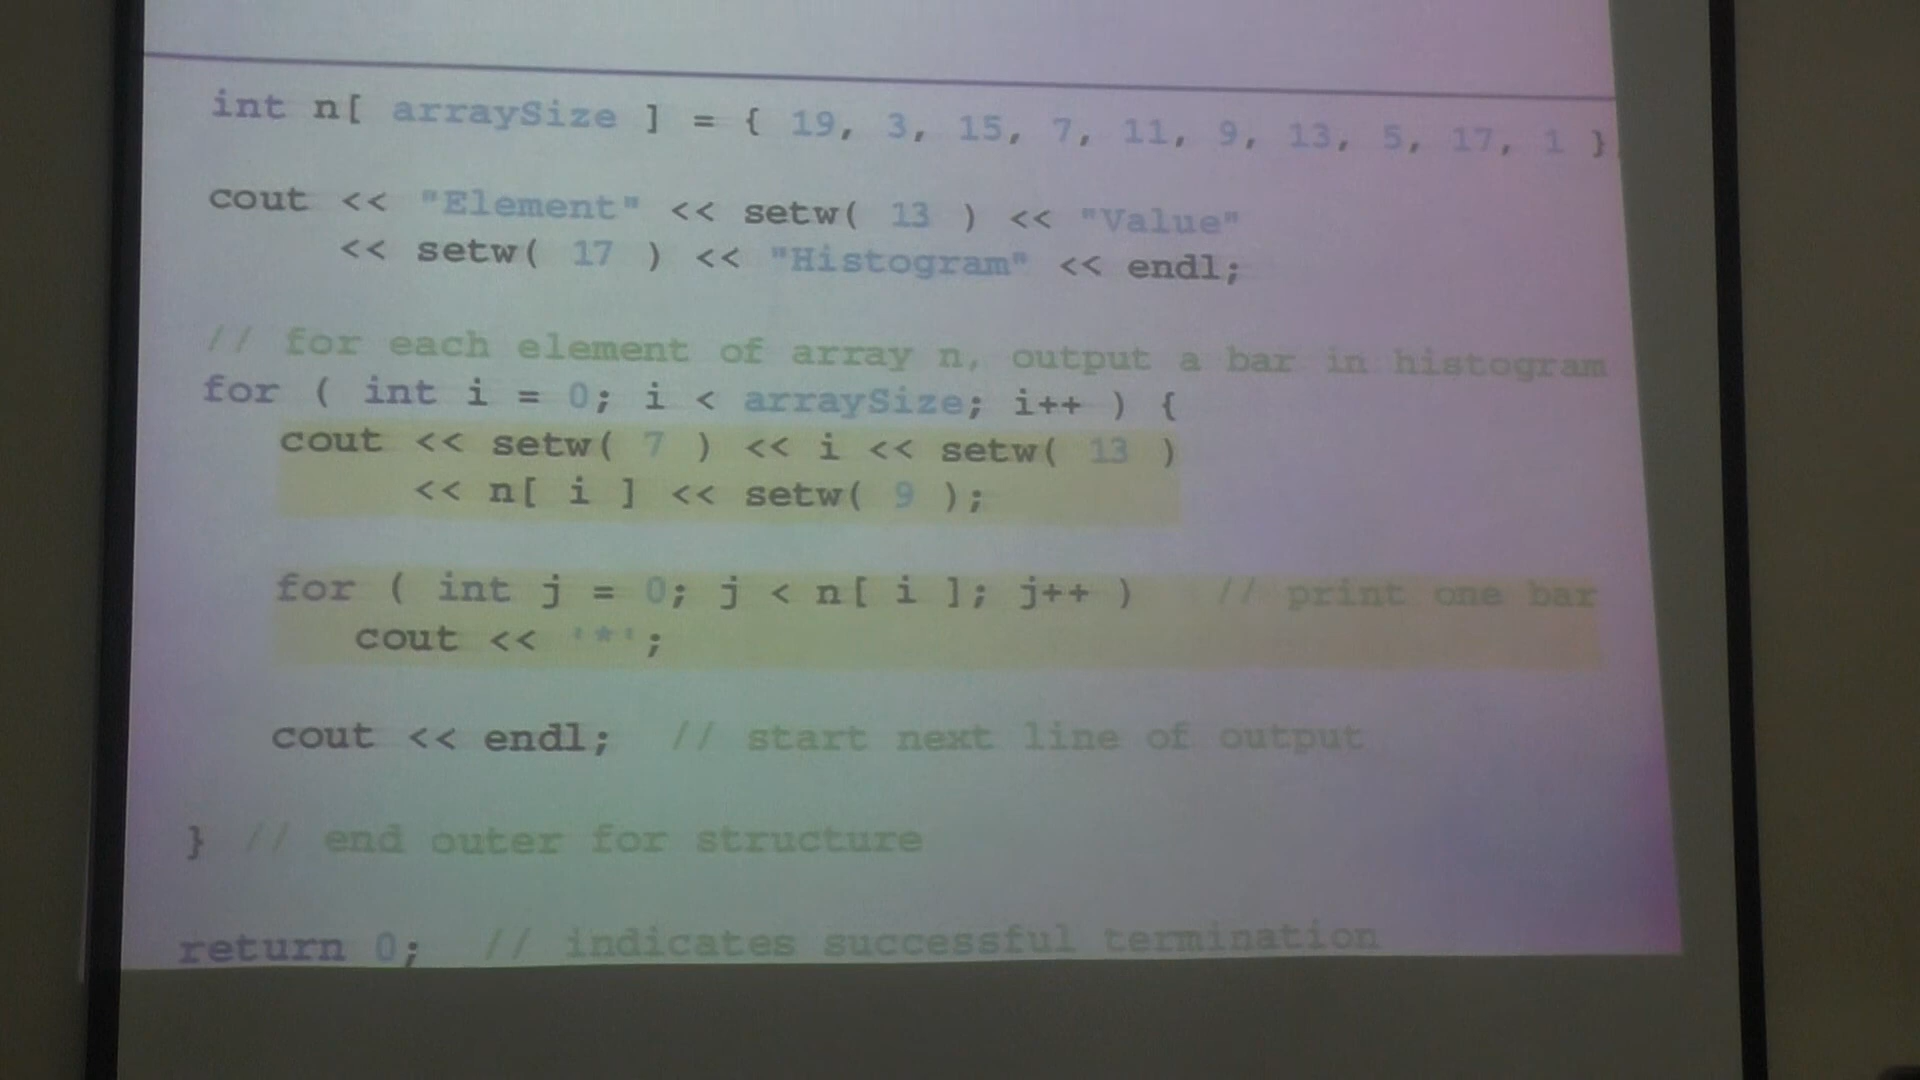 int n[ arraySize ] = { 19, 3, 15, 7, 11, 9, 13, 5, 17, 1 }
cout << "Element" << setw( 13 ) << "Value"
<< setw( 17 ) << "Histogram" << endl;
// for each element of array n, output a bar in histogram
for ( int i = 0; i < arraySize; i++ ) {
cout << setw( 7 ) << i << setw( 13 )
<< n[ i ] << setw( 9 );
for ( int j = 0; j < n[ i ]; j++ ) // print one bar
cout << '*';
cout << endl; // start next line of output
} // end outer for structure
return 0; // indicates successful termination